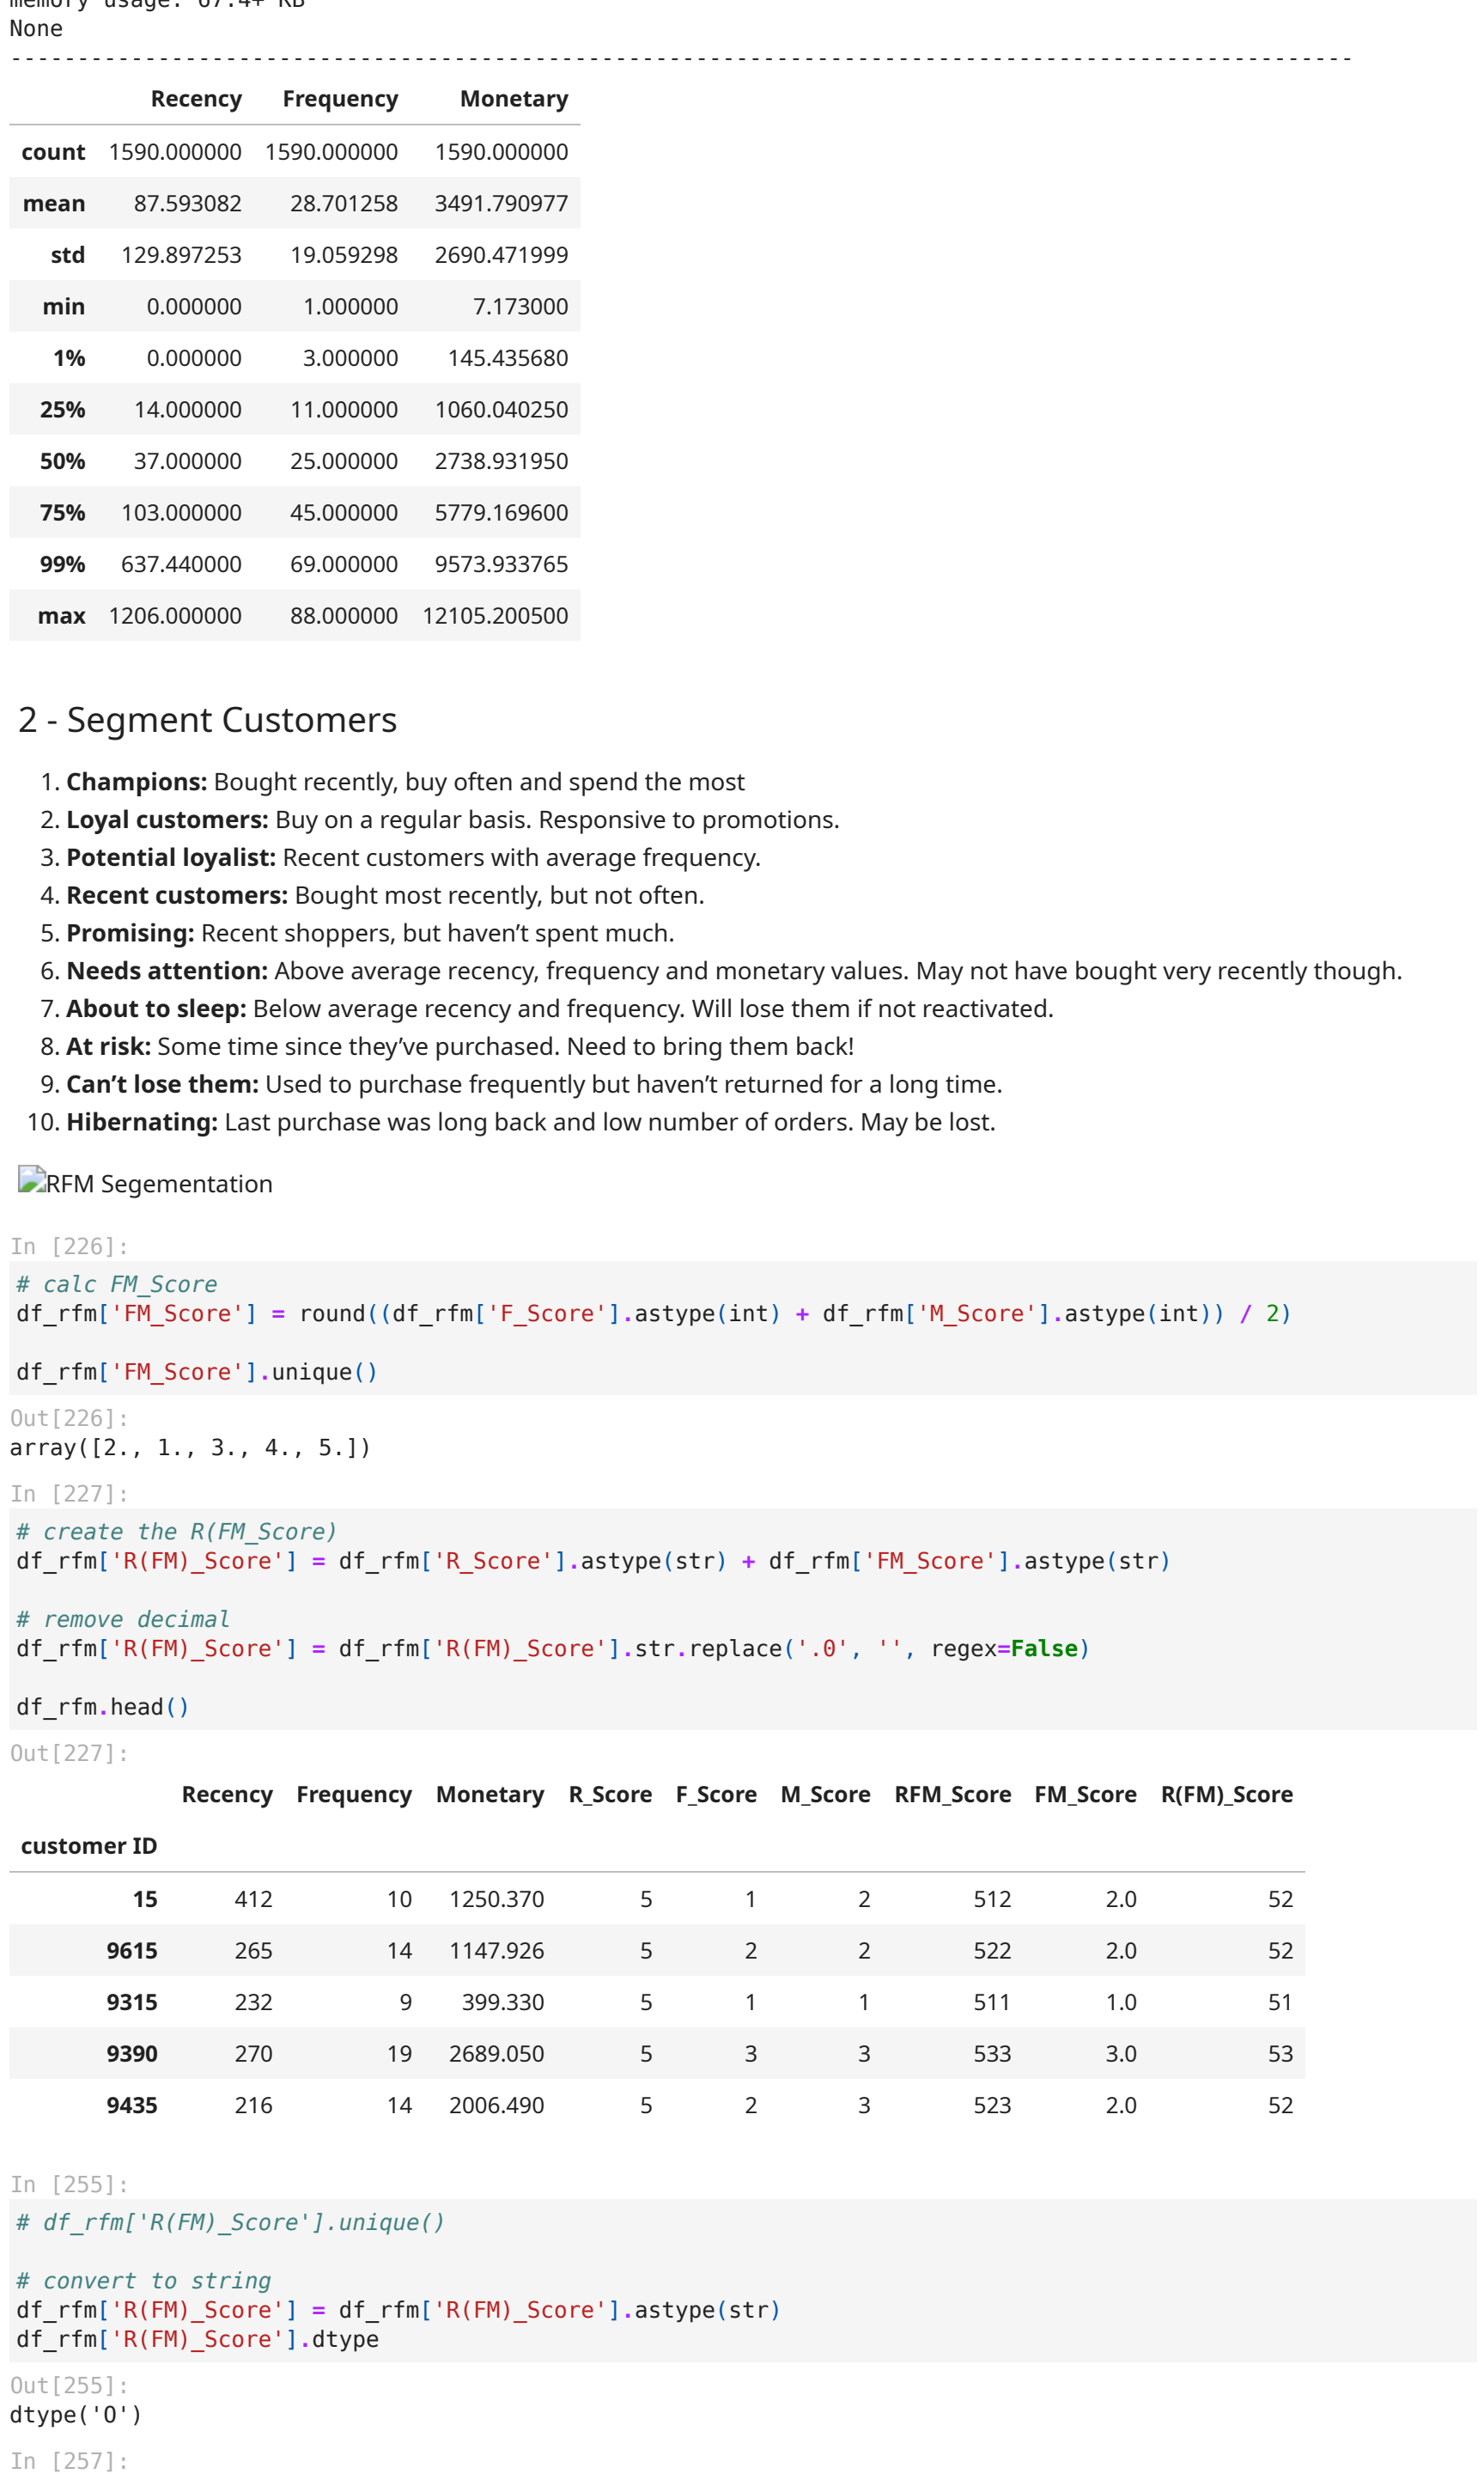 memory usage: 67.4+ KB
None
----------------------------------------------------------------------------------------------------
Recency Frequency Monetary
count 1590.000000 1590.000000 1590.000000
mean 87.593082 28.701258 3491.790977
std 129.897253 19.059298 2690.471999
min 0.000000 1.000000 7.173000
1% 0.000000 3.000000 145.435680
25% 14.000000 11.000000 1060.040250
50% 37.000000 25.000000 2738.931950
75% 103.000000 45.000000 5779.169600
99% 637.440000 69.000000 9573.933765
max 1206.000000 88.000000 12105.200500
2 - Segment Customers
1. Champions: Bought recently, buy often and spend the most
2. Loyal customers: Buy on a regular basis. Responsive to promotions.
3. Potential loyalist: Recent customers with average frequency.
4. Recent customers: Bought most recently, but not often.
5. Promising: Recent shoppers, but haven’t spent much.
6. Needs attention: Above average recency, frequency and monetary values. May not have bought very recently though.
7. About to sleep: Below average recency and frequency. Will lose them if not reactivated.
8. At risk: Some time since they’ve purchased. Need to bring them back!
9. Can’t lose them: Used to purchase frequently but haven’t returned for a long time.
10. Hibernating: Last purchase was long back and low number of orders. May be lost.
RFM Segementation
In [226]:
# calc FM_Score
df_rfm['FM_Score'] = round((df_rfm['F_Score'].astype(int) + df_rfm['M_Score'].astype(int)) / 2)
df_rfm['FM_Score'].unique()
Out[226]:
array([2., 1., 3., 4., 5.])
In [227]:
# create the R(FM_Score)
df_rfm['R(FM)_Score'] = df_rfm['R_Score'].astype(str) + df_rfm['FM_Score'].astype(str)
# remove decimal
df_rfm['R(FM)_Score'] = df_rfm['R(FM)_Score'].str.replace('.0', '', regex=False)
df_rfm.head()
Out[227]:
Recency Frequency Monetary R_Score F_Score M_Score RFM_Score FM_Score R(FM)_Score
customer ID
15 412 10 1250.370 5 1 2 512 2.0 52
9615 265 14 1147.926 5 2 2 522 2.0 52
9315 232 9 399.330 5 1 1 511 1.0 51
9390 270 19 2689.050 5 3 3 533 3.0 53
9435 216 14 2006.490 5 2 3 523 2.0 52
In [255]:
# df_rfm['R(FM)_Score'].unique()
# convert to string
df_rfm['R(FM)_Score'] = df_rfm['R(FM)_Score'].astype(str)
df_rfm['R(FM)_Score'].dtype
Out[255]:
dtype('O')
In [257]: